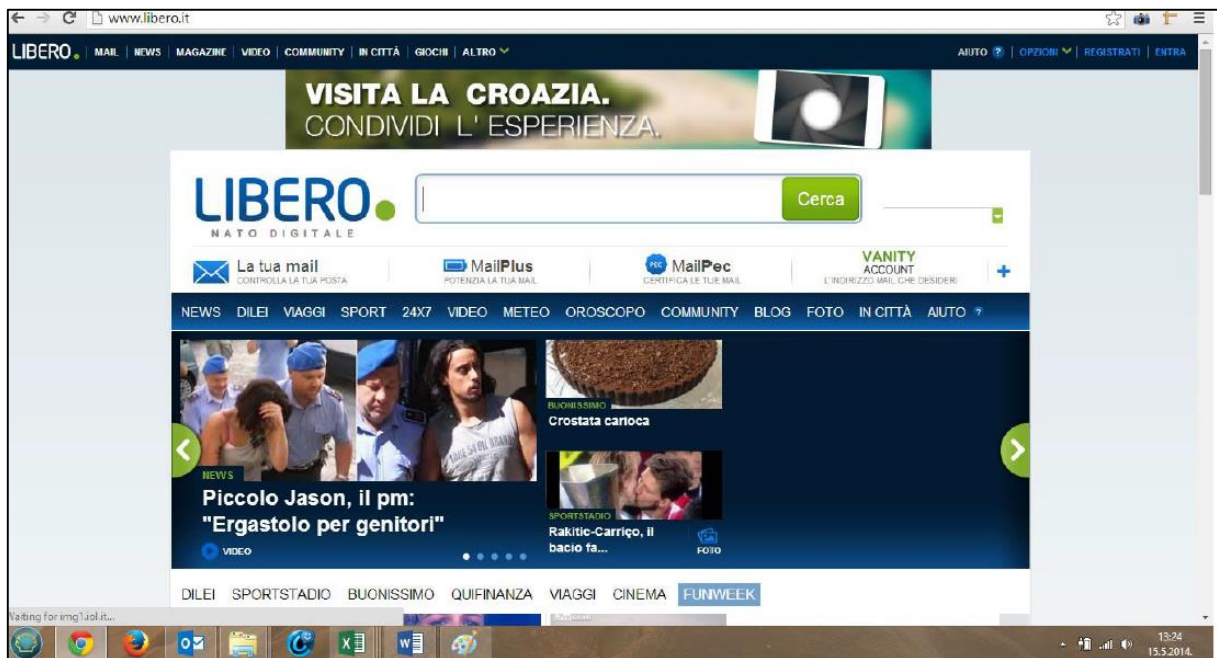 www.libero.it
LIBERO. | MAIL | NEWS | MAGAZINE | VIDEO | COMMUNITY | IN CITTÀ | GIOCHI | ALTRO
AIUTO ? | OPZIONI | REGISTRATI | ENTRA
VISITA LA CROAZIA.
CONDIVIDI L' ESPERIENZA.
LIBERO.
NATO DIGITALE
Cerca
La tua mail
CONTROLLA LA TUA POSTA
MailPlus
POTENZIA LA TUA MAIL
PEC
MailPec
CERTIFICA LE TUE MAIL
VANITY
ACCOUNT
L'INDIRIZZO MAIL CHE DESIDERI
+
NEWS DILEI VIAGGI SPORT 24X7 VIDEO METEO OROSCOPO COMMUNITY BLOG FOTO IN CITTÀ AIUTO ?
NEWS
Piccolo Jason, il pm:
"Ergastolo per genitori"
VIDEO
BUONISSIMO
Crostata carioca
SPORTSTADIO
Rakitic-Carriço, il
bacio fa...
FOTO
DILEI SPORTSTADIO BUONISSIMO QUIFINANZA VIAGGI CINEMA FUNWEEK
Waiting for img1.iol.it...
13:24
15.5.2014.